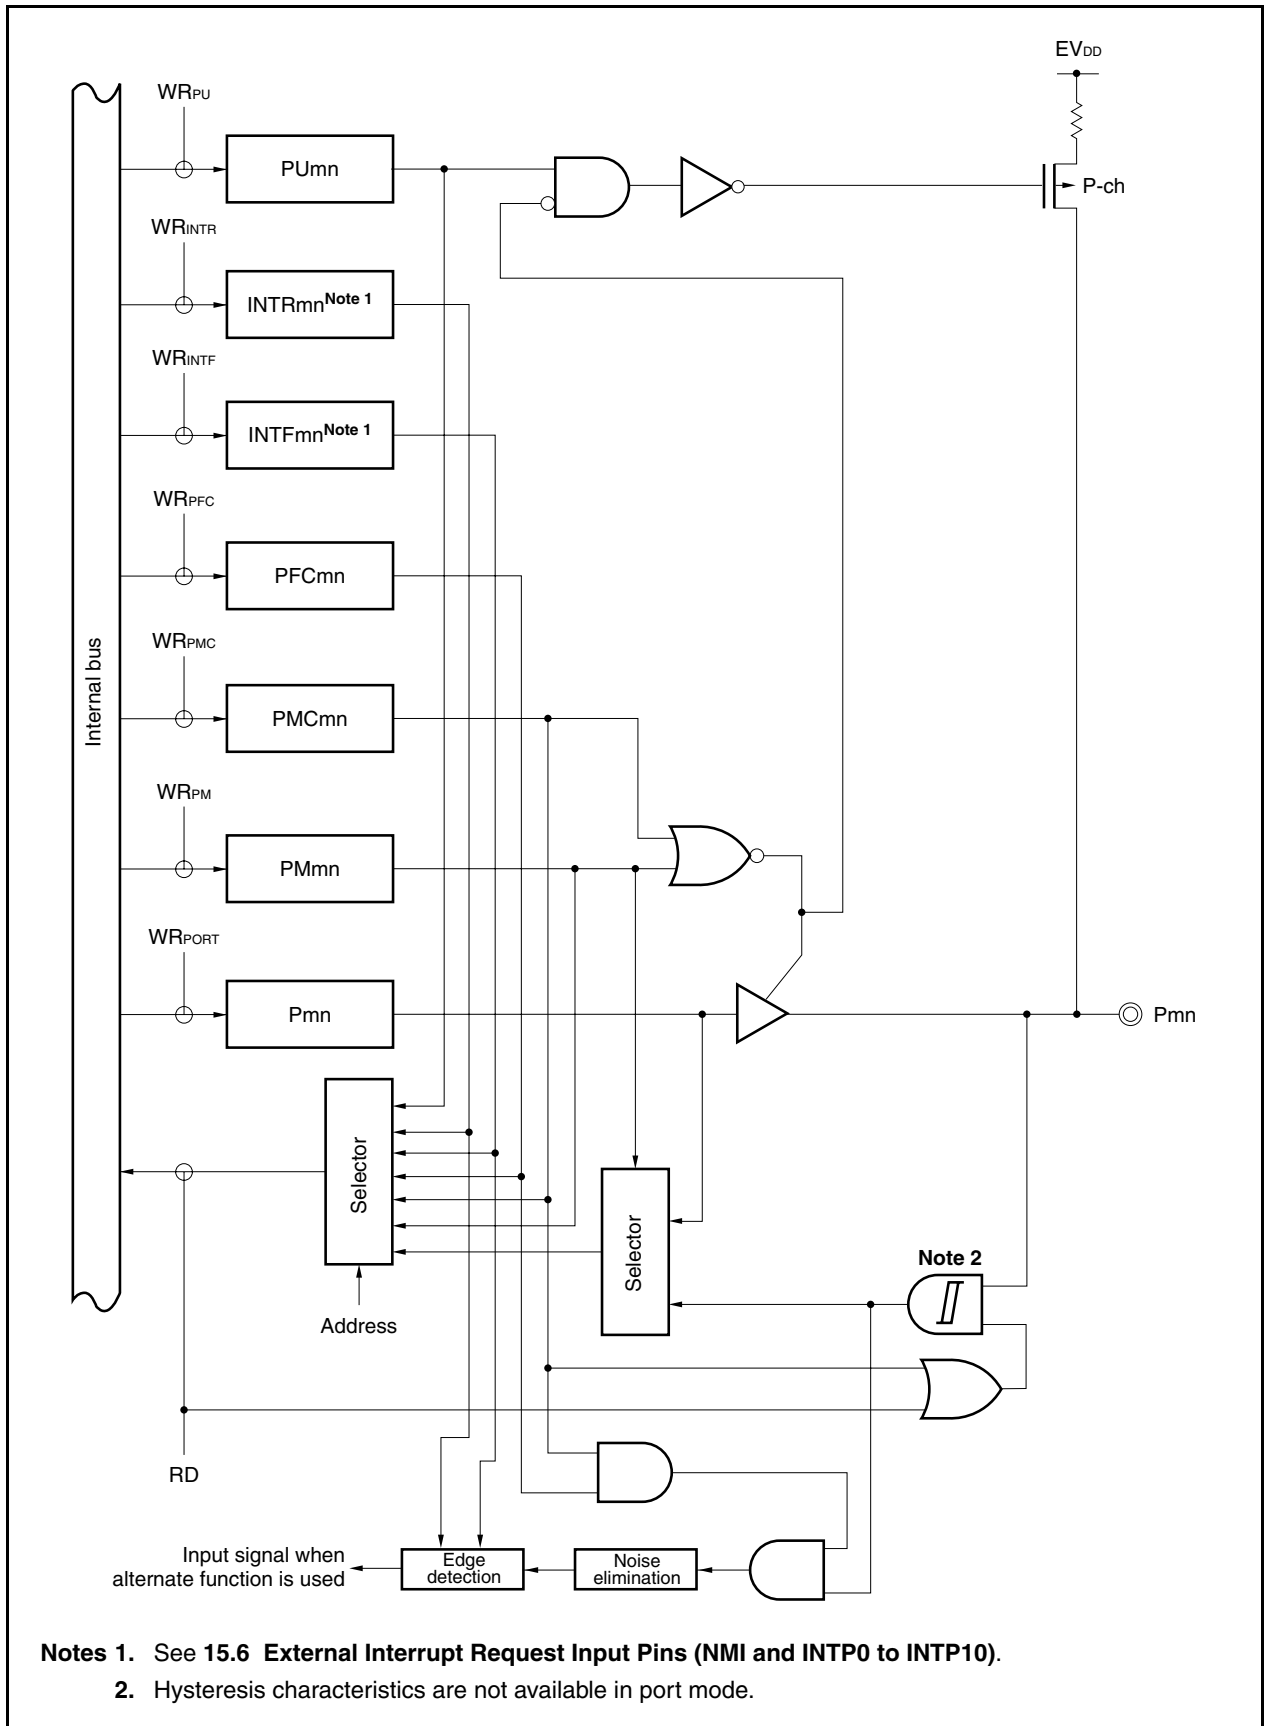 EVDD
WRPU
PUmn
P-ch
WRINTR
INTRmnNote 1
WRINTF
INTFmnNote 1
WRPFC
PFCmn
WRPMC
Internal bus
PMCmn
WRPM
PMmn
WRPORT
Pmn
Pmn
Selector
Selector
Note 2
Address
RD
Input signal when
alternate function is used
Edge
detection
Noise
elimination
Notes 1. See 15.6 External Interrupt Request Input Pins (NMI and INTP0 to INTP10).
2. Hysteresis characteristics are not available in port mode.